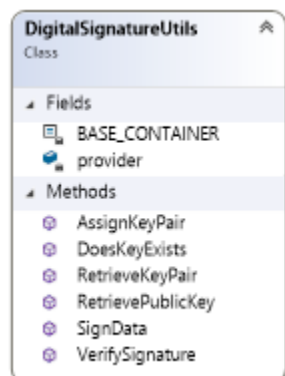 DigitalSignatureUtils
Class
Fields
BASE_CONTAINER
provider
Methods
AssignKeyPair
DoesKeyExists
RetrieveKeyPair
RetrievePublicKey
SignData
VerifySignature